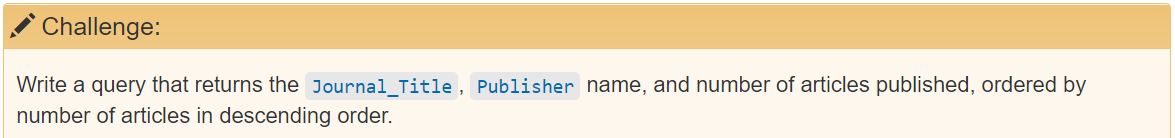 Challenge:
Write a query that returns the Journal_Title, Publisher name, and number of articles published, ordered by
number of articles in descending order.